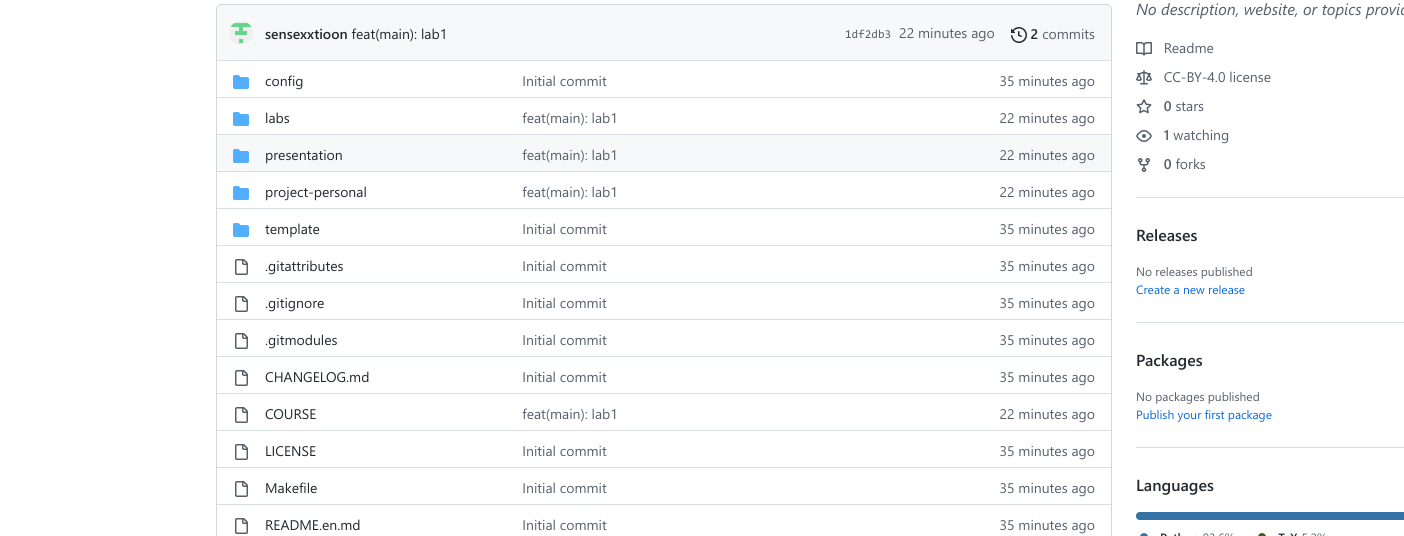 sensexxtioon feat(main): lab1 1df2db3 22 minutes ago 2 commits
config Initial commit 35 minutes ago
labs feat(main): lab1 22 minutes ago
presentation feat(main): lab1 22 minutes ago
project-personal feat(main): lab1 22 minutes ago
template Initial commit 35 minutes ago
.gitattributes Initial commit 35 minutes ago
.gitignore Initial commit 35 minutes ago
.gitmodules Initial commit 35 minutes ago
CHANGELOG.md Initial commit 35 minutes ago
COURSE feat(main): lab1 22 minutes ago
LICENSE Initial commit 35 minutes ago
Makefile Initial commit 35 minutes ago
README.en.md Initial commit 35 minutes ago
No description, website, or topics
Readme
CC-BY-4.0 license
0 stars
1 watching
0 forks
Releases
No releases published
Create a new release
Packages
No packages published
Publish your first package
Languages